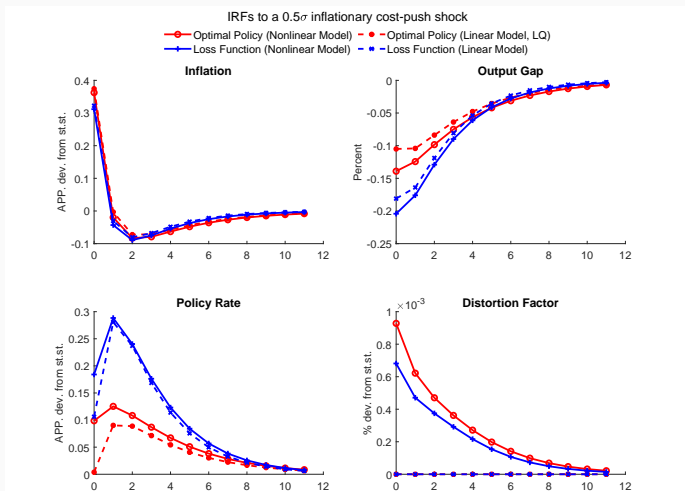 IRFs to a 0.5σ inflationary cost-push shock
Optimal Policy (Nonlinear Model) Optimal Policy (Linear Model, LQ)
Loss Function (Nonlinear Model) Loss Function (Linear Model)
Inflation
APP. dev. from st.st.
0.4
0.3
0.2
0.1
0
-0.1
0 2 4 6 8 10 12
Output Gap
Percent
0
-0.05
-0.1
-0.15
-0.2
-0.25
0 2 4 6 8 10 12
Policy Rate
APP. dev. from st.st.
0.3
0.25
0.2
0.15
0.1
0.05
0
0 2 4 6 8 10 12
Distortion Factor
×10⁻³
% dev. from st.st.
1
0.8
0.6
0.4
0.2
0
0 2 4 6 8 10 12